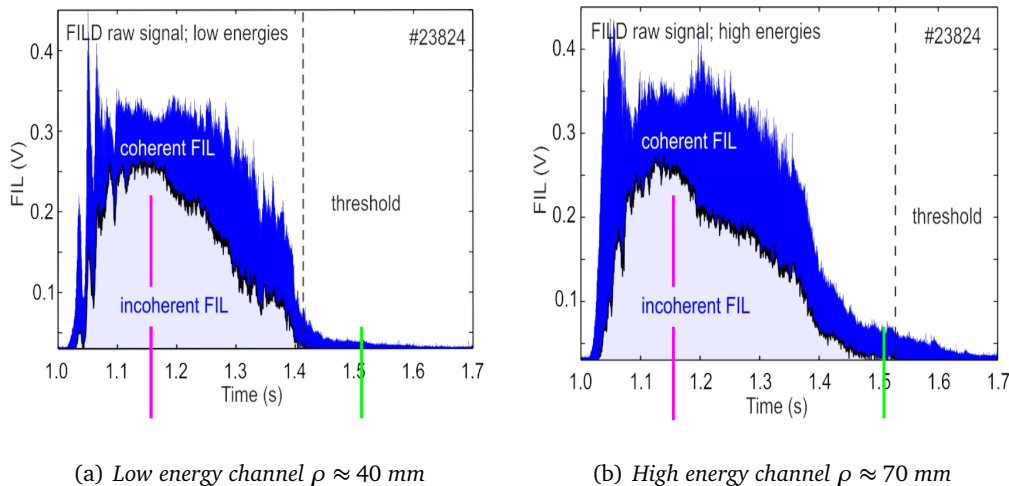 FILD raw signal; low energies
#23824
0.4
0.3
0.2
0.1
FIL (V)
coherent FIL
threshold
incoherent FIL
1.0 1.1 1.2 1.3 1.4 1.5 1.6 1.7
Time (s)
(a) Low energy channel ρ ≈ 40 mm
FILD raw signal; high energies
#23824
0.4
0.3
0.2
0.1
FIL (V)
coherent FIL
threshold
incoherent FIL
1.0 1.1 1.2 1.3 1.4 1.5 1.6 1.7
Time (s)
(b) High energy channel ρ ≈ 70 mm